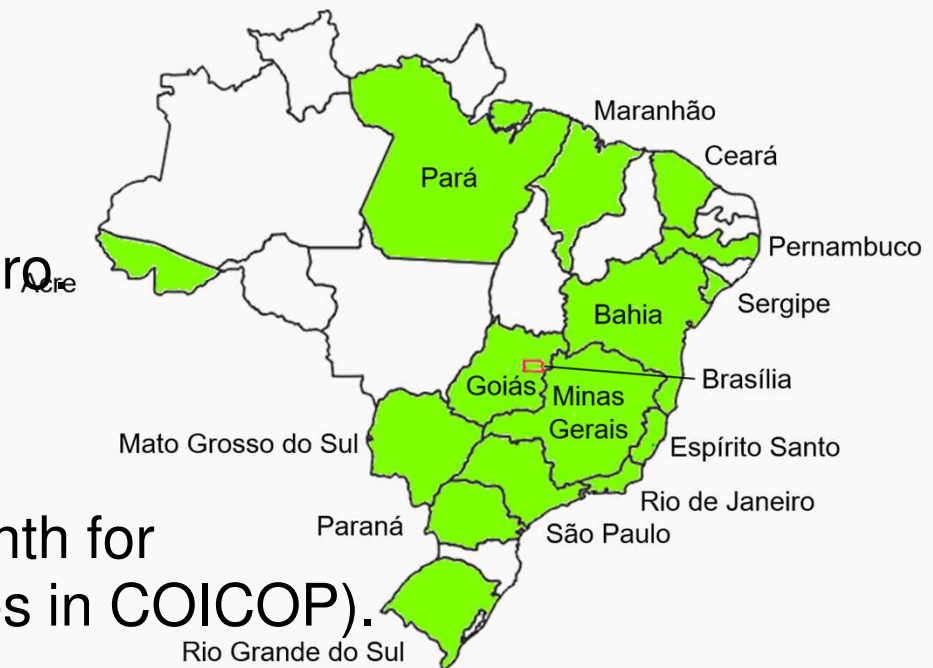 Maranhão
Ceará
Pará
Pernambuco
ro.
Acre
Sergipe
Bahia
Brasília
Goiás
Minas
Gerais
Mato Grosso do Sul
Espírito Santo
Rio de Janeiro
Paraná
São Paulo
nth for
s in COICOP).
Rio Grande do Sul